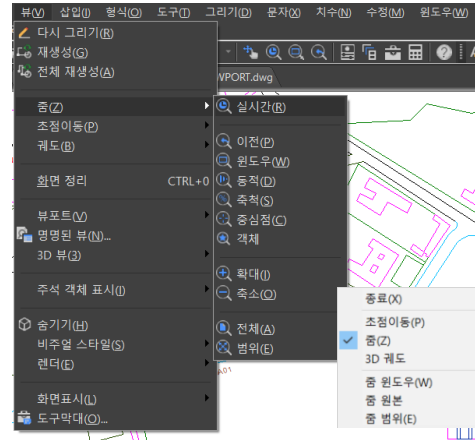 뷰(V) 삽입(I) 형식(O) 도구(T) 그리기(D) 문자(X) 치수(N) 수정(M) 윈도우(W)
다시 그리기(R)
재생성(G)
전체 재생성(A)
줌(Z)
초점이동(P)
궤도(B)
화면 정리 CTRL+0
뷰포트(V)
명명된 뷰(N)...
3D 뷰(3)
주석 객체 표시(I)
숨기기(H)
비주얼 스타일(S)
렌더(E)
화면표시(L)
도구막대(O)...
VPORT.dwg
실시간(R)
이전(P)
윈도우(W)
동적(D)
축척(S)
중심점(C)
객체
확대(I)
축소(O)
전체(A)
범위(E)
A01
종료(X)
초점이동(P)
줌(Z)
3D 궤도
줌 윈도우(W)
줌 원본
줌 범위(E)